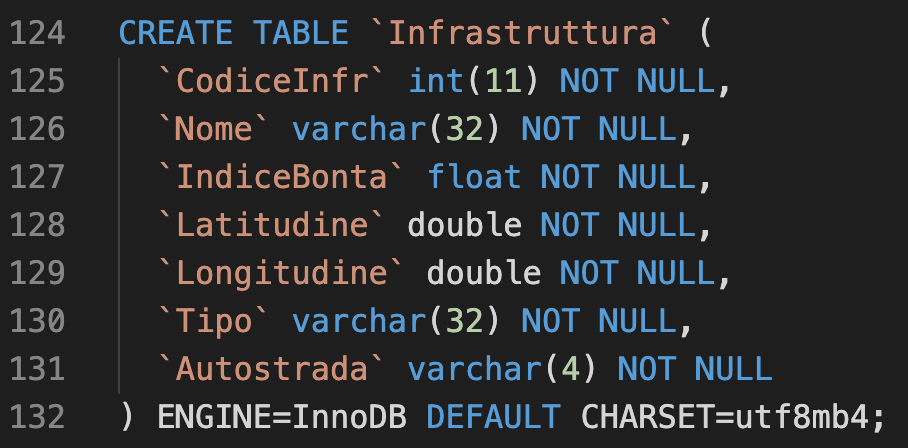 124 CREATE TABLE `Infrastruttura` (
125 `CodiceInfr` int(11) NOT NULL,
126 `Nome` varchar(32) NOT NULL,
127 `IndiceBonta` float NOT NULL,
128 `Latitudine` double NOT NULL,
129 `Longitudine` double NOT NULL,
130 `Tipo` varchar(32) NOT NULL,
131 `Autostrada` varchar(4) NOT NULL
132 ) ENGINE=InnoDB DEFAULT CHARSET=utf8mb4;